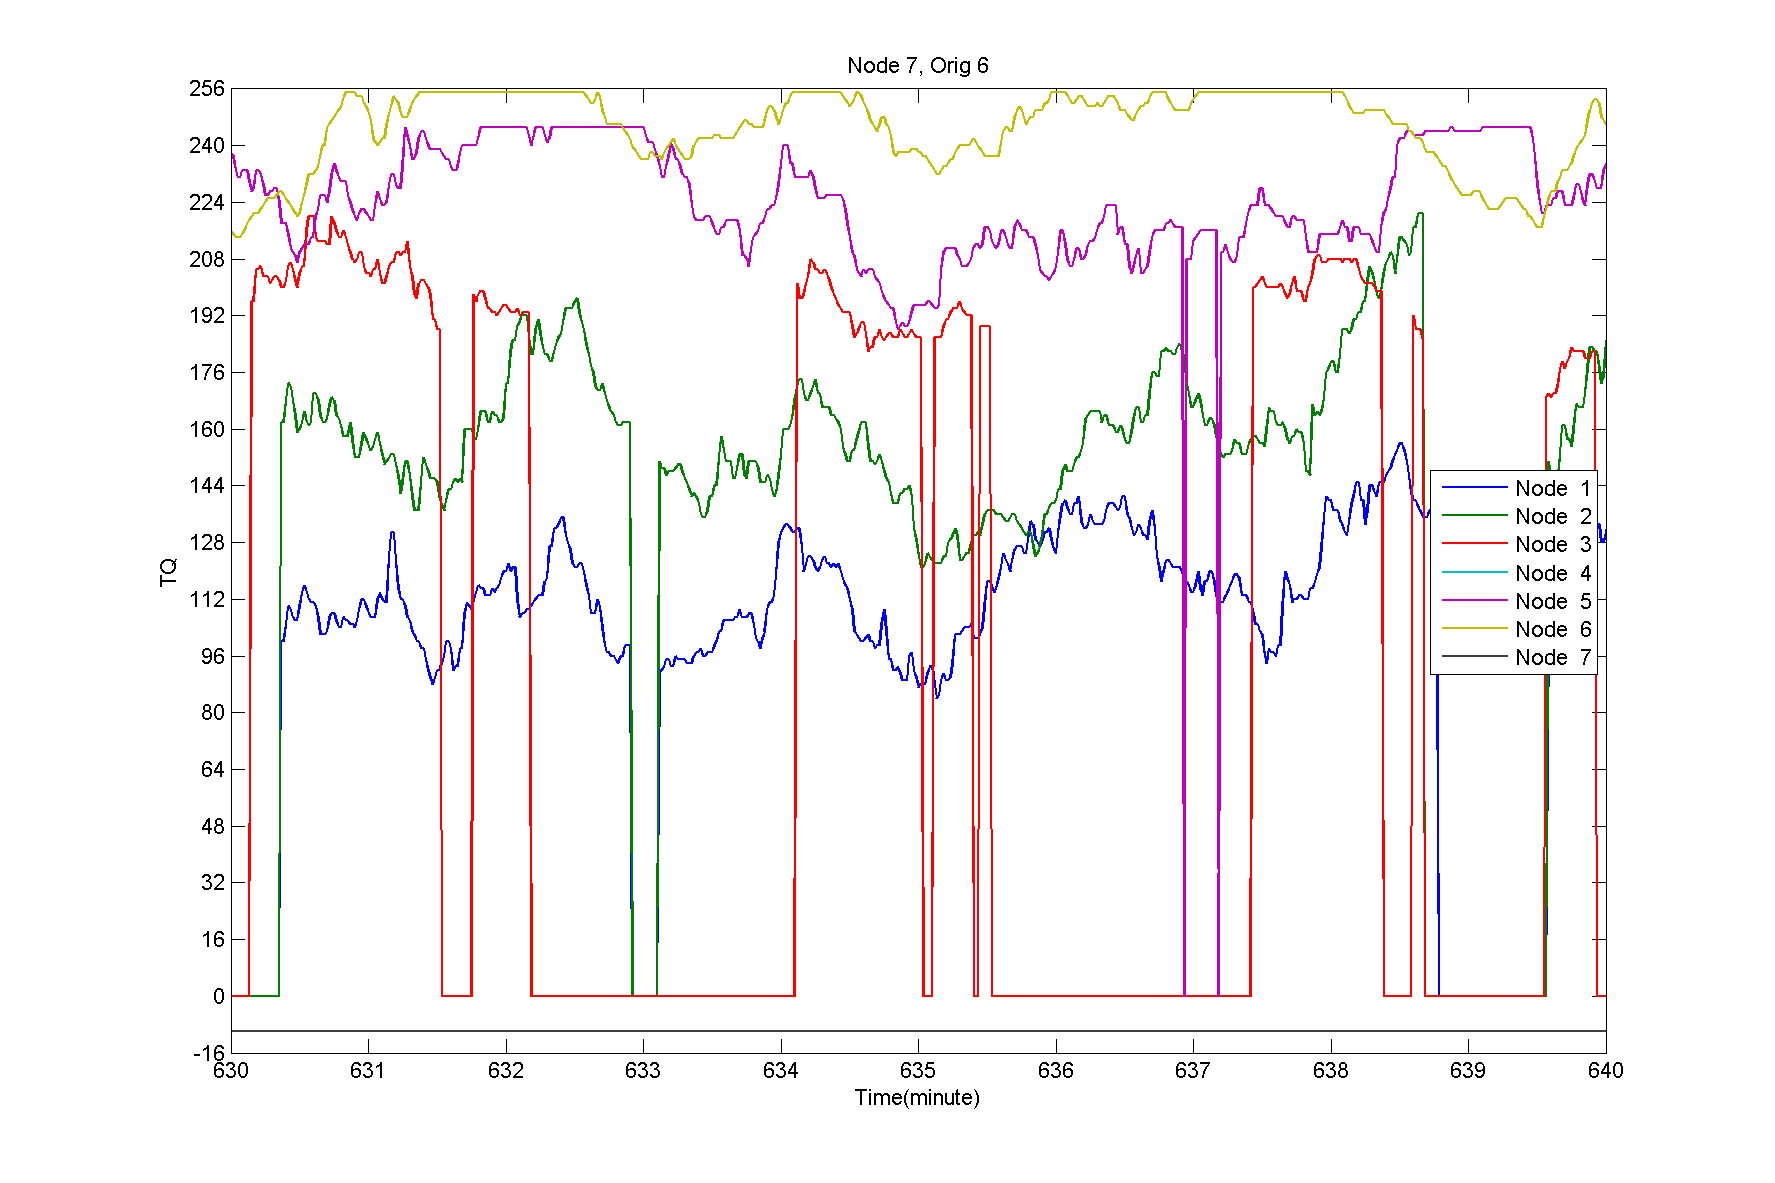 Node 7, Orig 6
256
240
224
208
192
176
160
144
128
112
96
80
64
48
32
16
0
-16
TQ
Node 1
Node 2
Node 3
Node 4
Node 5
Node 6
Node 7
630 631 632 633 634 635 636 637 638 639 640
Time(minute)